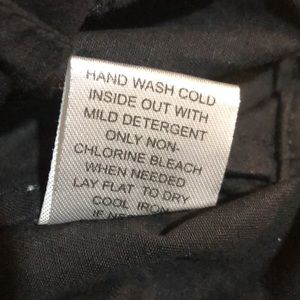 HAND WASH COLD
INSIDE OUT WITH
MILD DETERGENT
ONLY NON-
CHLORINE BLEACH
WHEN NEEDED
LAY FLAT TO DRY
COOL IRON
IF